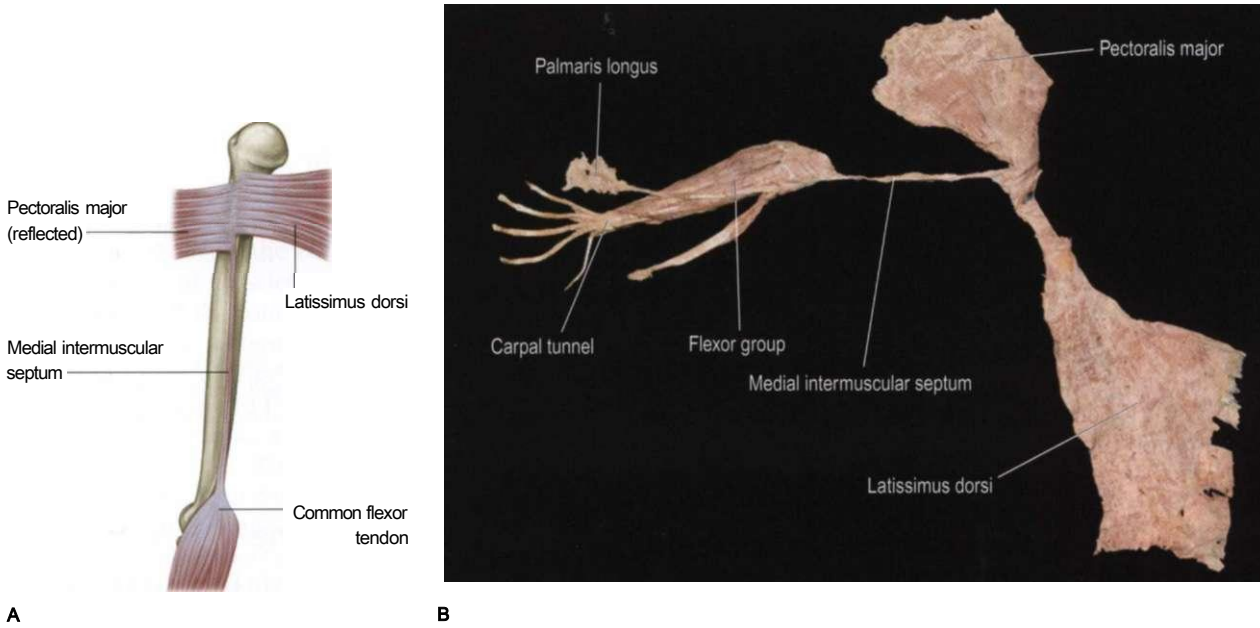 Pectoralis major
(reflected)
Latissimus dorsi
Medial intermuscular
septum
Common flexor
tendon
A
Palmaris longus
Pectoralis major
Carpal tunnel
Flexor group
Medial intermuscular septum
Latissimus dorsi
B